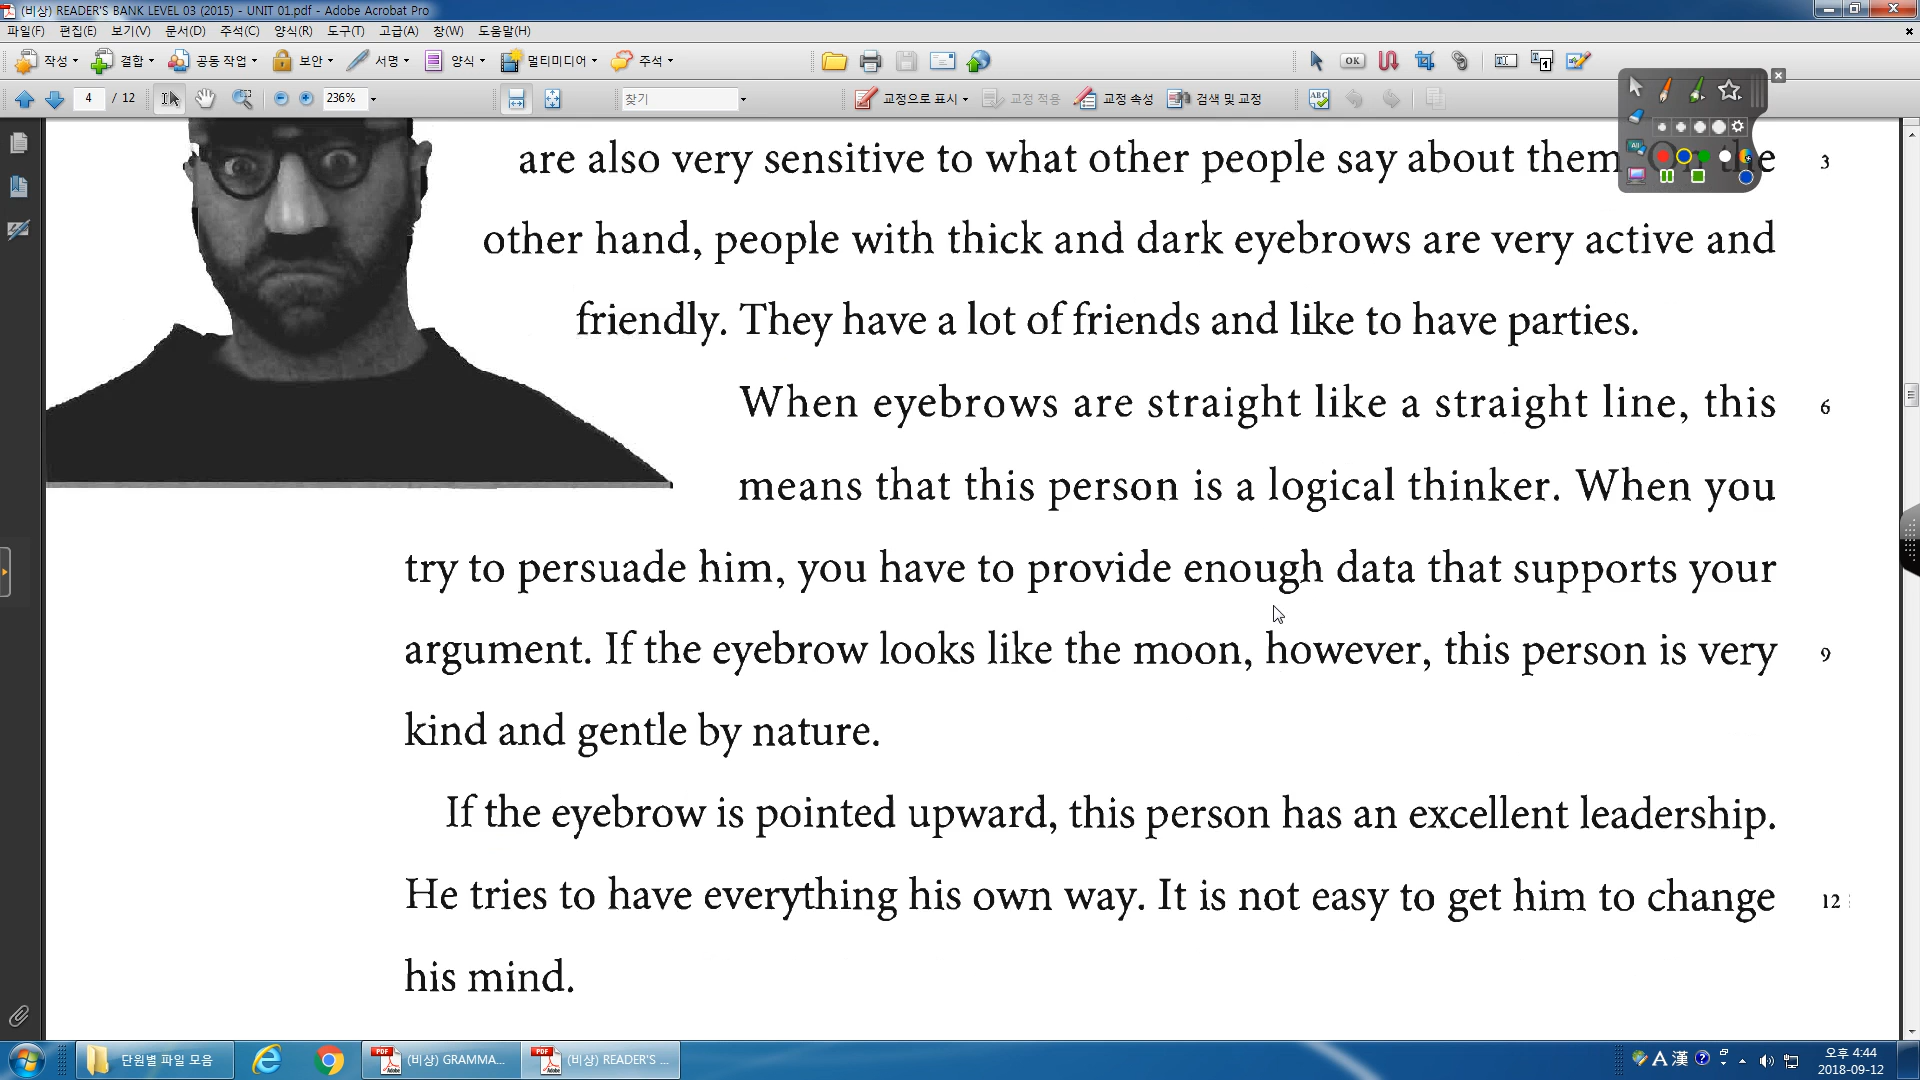 (비상) READER'S BANK LEVEL 03 (2015) - UNIT 01.pdf - Adobe Acrobat Pro
파일(F) 편집(E) 보기(V) 문서(D) 주석(C) 양식(R) 도구(T) 고급(A) 창(W) 도움말(H)
작성 결합 공동 작업 보안 서명 양식 멀티미디어 주석 OK
4 / 12 236% 찾기 교정으로 표시 교정 적용 교정 속성 검색 및 교정
are also very sensitive to what other people say about them. On the 3
other hand, people with thick and dark eyebrows are very active and
friendly. They have a lot of friends and like to have parties.
When eyebrows are straight like a straight line, this 6
means that this person is a logical thinker. When you
try to persuade him, you have to provide enough data that supports your
argument. If the eyebrow looks like the moon, however, this person is very 9
kind and gentle by nature.
If the eyebrow is pointed upward, this person has an excellent leadership.
He tries to have everything his own way. It is not easy to get him to change 12
his mind.
단원별 파일 모음 (비상) GRAMMA... (비상) READER'S ... A 漢 오후 4:44
2018-09-12